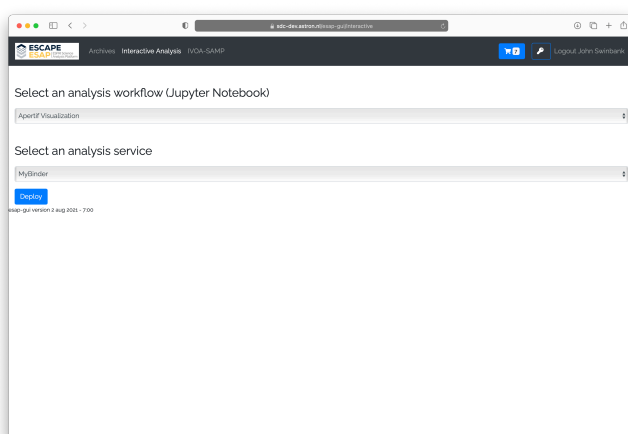 sdc-dev.astron.nl/esap-gui/interactive
ESCAPE
ESAP
Archives Interactive Analysis IVOA-SAMP
Logout John Swinbank
Select an analysis workflow (Jupyter Notebook)
Apertif Visualization
Select an analysis service
MyBinder
Deploy
esap-gui version 2 aug 2021 - 7:00